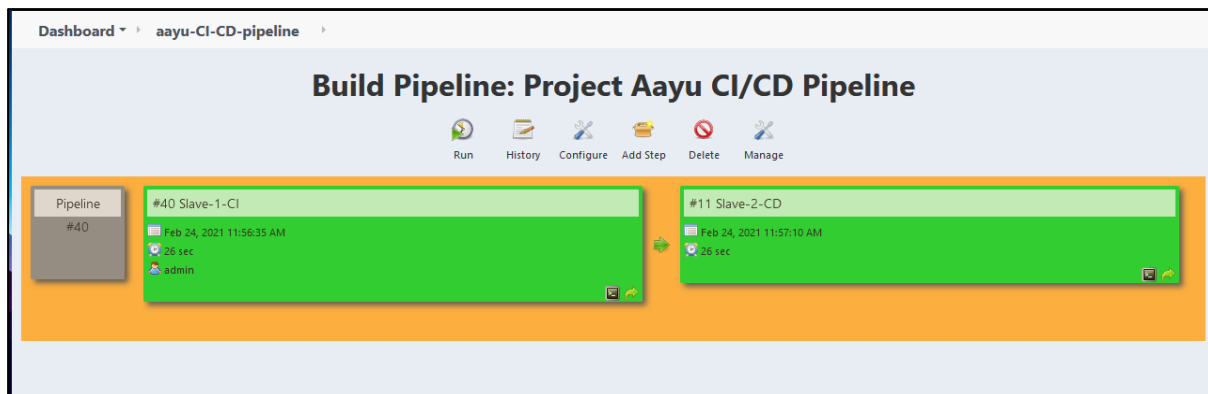 Dashboard aayu-CI-CD-pipeline
Build Pipeline: Project Aayu CI/CD Pipeline
Run History Configure Add Step Delete Manage
Pipeline
#40
#40 Slave-1-CI
Feb 24, 2021 11:56:35 AM
26 sec
admin
#11 Slave-2-CD
Feb 24, 2021 11:57:10 AM
26 sec